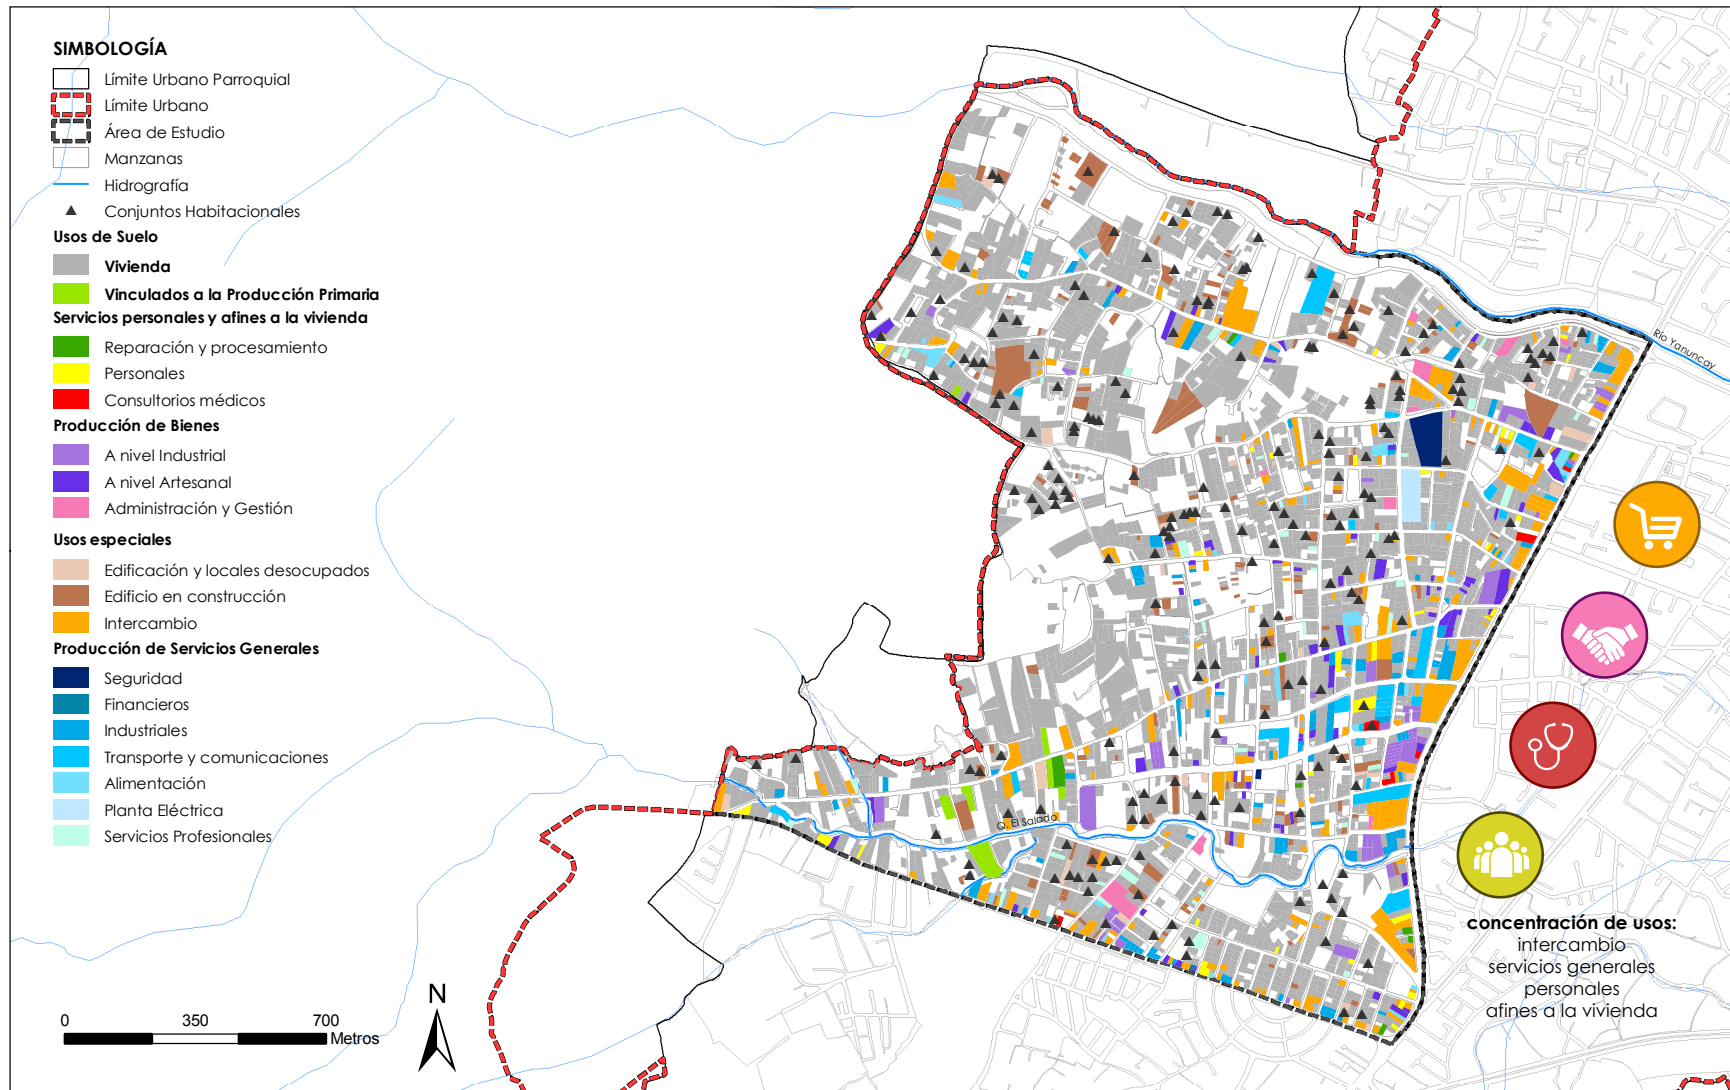 SIMBOLOGÍA
Límite Urbano Parroquial
Límite Urbano
Área de Estudio
Manzanas
Hidrografía
Conjuntos Habitacionales
Usos de Suelo
Vivienda
Vinculados a la Producción Primaria
Servicios personales y afines a la vivienda
Reparación y procesamiento
Personales
Consultorios médicos
Producción de Bienes
A nivel Industrial
A nivel Artesanal
Administración y Gestión
Usos especiales
Edificación y locales desocupados
Edificio en construcción
Intercambio
Producción de Servicios Generales
Seguridad
Financieros
Industriales
Transporte y comunicaciones
Alimentación
Planta Eléctrica
Servicios Profesionales
0 350 700
Metros
N
Río Yanuncay
Q. El Salado
concentración de usos:
intercambio
servicios generales
personales
afines a la vivienda